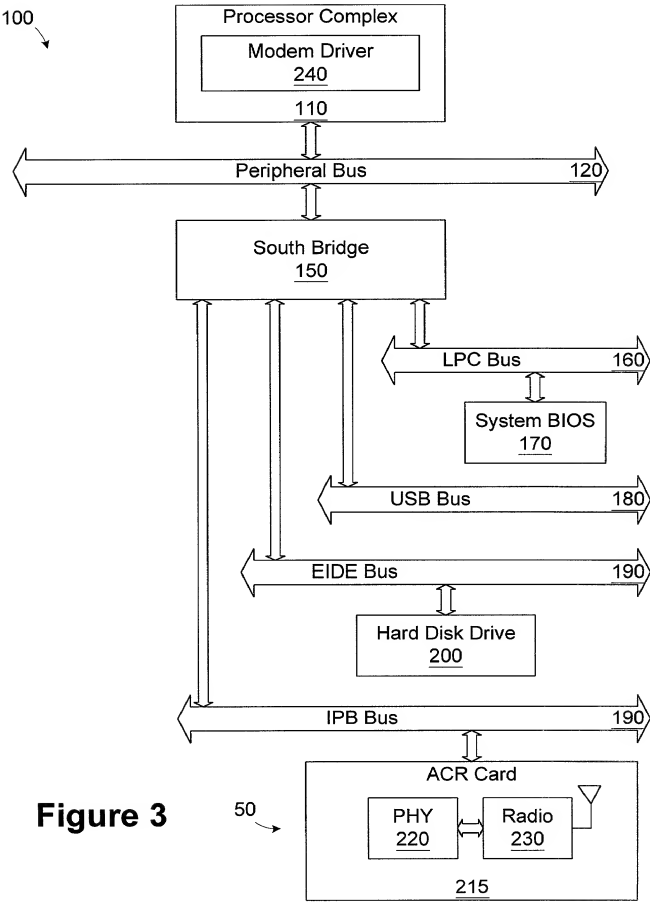 100
Processor Complex
Modem Driver
240
110
Peripheral Bus 120
South Bridge
150
LPC Bus 160
System BIOS
170
USB Bus 180
EIDE Bus 190
Hard Disk Drive
200
IPB Bus 190
ACR Card
Figure 3
50
PHY
220
Radio
230
215